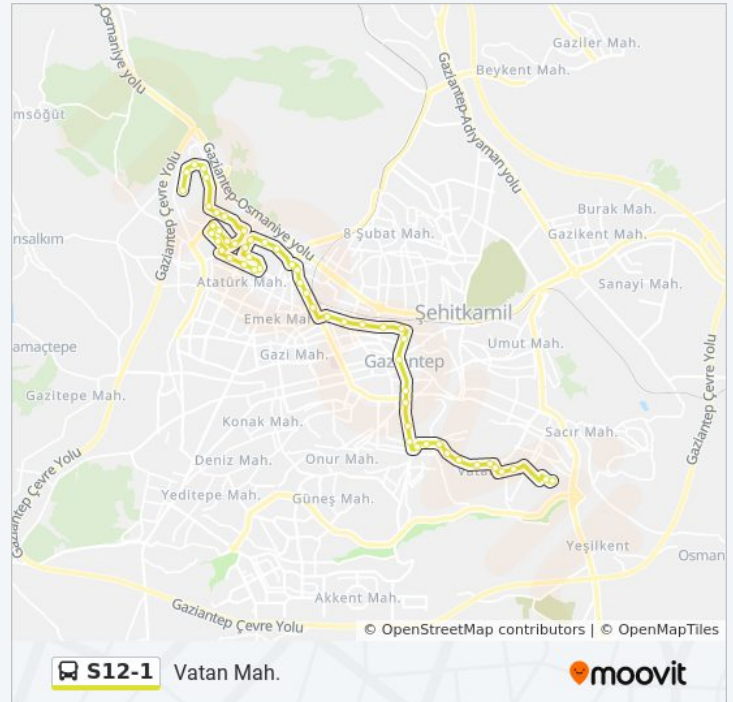 -Osmaniye yolu
Gaziler Mah.
Beykent Mah.
msöğüt
Gaziantep-Adıyaman yolu
Gaziantep Çevre Yolu
Gaziantep-Osmaniye yolu
Burak Mah.
nsalkım
8 Şubat Mah.
Gazikent Mah.
Atatürk Mah.
Sanayi Mah.
Şehitkamil
Emek Mah
amaçtepe
Gazi Mah.
Gaziantep
Umut Mah.
Gaziantep Çevre Yolu
Gazitepe Mah.
Konak Mah.
Sacır Mah.
Deniz Mah.
Onur Mah.
Vatan
Gaziantep Çevre Yolu
Yeditepe Mah.
Güneş Mah.
Yeşilkent
Osman
Akkent Mah.
Gaziantep Çevre Yolu
© OpenStreetMap contributors | © OpenMapTiles
S12-1 Vatan Mah.
moovit